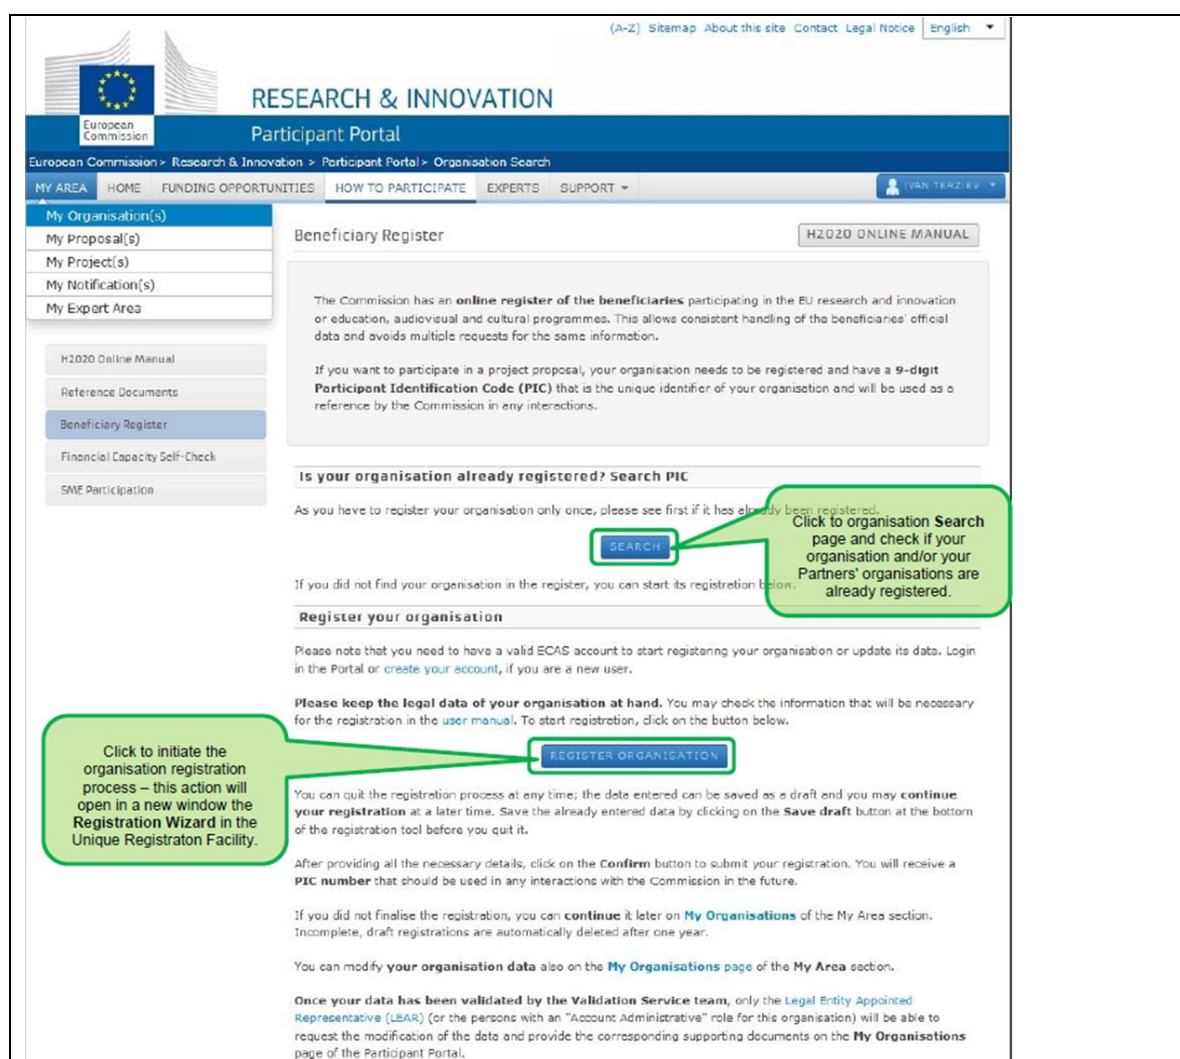 (A-Z) Sitemap About this site Contact Legal Notice English
European
Commission
RESEARCH & INNOVATION
Participant Portal
European Commission > Research & Innovation > Participant Portal > Organisation Search
MY AREA HOME FUNDING OPPORTUNITIES HOW TO PARTICIPATE EXPERTS SUPPORT IVAN TERZIEV
My Organisation(s)
My Proposal(s)
My Project(s)
My Notification(s)
My Expert Area
H2020 Online Manual
Reference Documents
Beneficiary Register
Financial Capacity Self-Check
SME Participation
Beneficiary Register
H2020 ONLINE MANUAL
The Commission has an online register of the beneficiaries participating in the EU research and innovation
or education, audiovisual and cultural programmes. This allows consistent handling of the beneficiaries' official
data and avoids multiple requests for the same information.
If you want to participate in a project proposal, your organisation needs to be registered and have a 9-digit
Participant Identification Code (PIC) that is the unique identifier of your organisation and will be used as a
reference by the Commission in any interactions.
Is your organisation already registered? Search PIC
As you have to register your organisation only once, please see first if it has already been registered.
SEARCH
Click to organisation Search
page and check if your
organisation and/or your
Partners' organisations are
already registered.
If you did not find your organisation in the register, you can start its registration below.
Register your organisation
Please note that you need to have a valid ECAS account to start registering your organisation or update its data. Login
in the Portal or create your account, if you are a new user.
Please keep the legal data of your organisation at hand. You may check the information that will be necessary
for the registration in the user manual. To start registration, click on the button below.
REGISTER ORGANISATION
Click to initiate the
organisation registration
process – this action will
open in a new window the
Registration Wizard in the
Unique Registraton Facility.
You can quit the registration process at any time; the data entered can be saved as a draft and you may continue
your registration at a later time. Save the already entered data by clicking on the Save draft button at the bottom
of the registration tool before you quit it.
After providing all the necessary details, click on the Confirm button to submit your registration. You will receive a
PIC number that should be used in any interactions with the Commission in the future.
If you did not finalise the registration, you can continue it later on My Organisations of the My Area section.
Incomplete, draft registrations are automatically deleted after one year.
You can modify your organisation data also on the My Organisations page of the My Area section.
Once your data has been validated by the Validation Service team, only the Legal Entity Appointed
Representative (LEAR) (or the persons with an "Account Administrative" role for this organisation) will be able to
request the modification of the data and provide the corresponding supporting documents on the My Organisations
page of the Participant Portal.